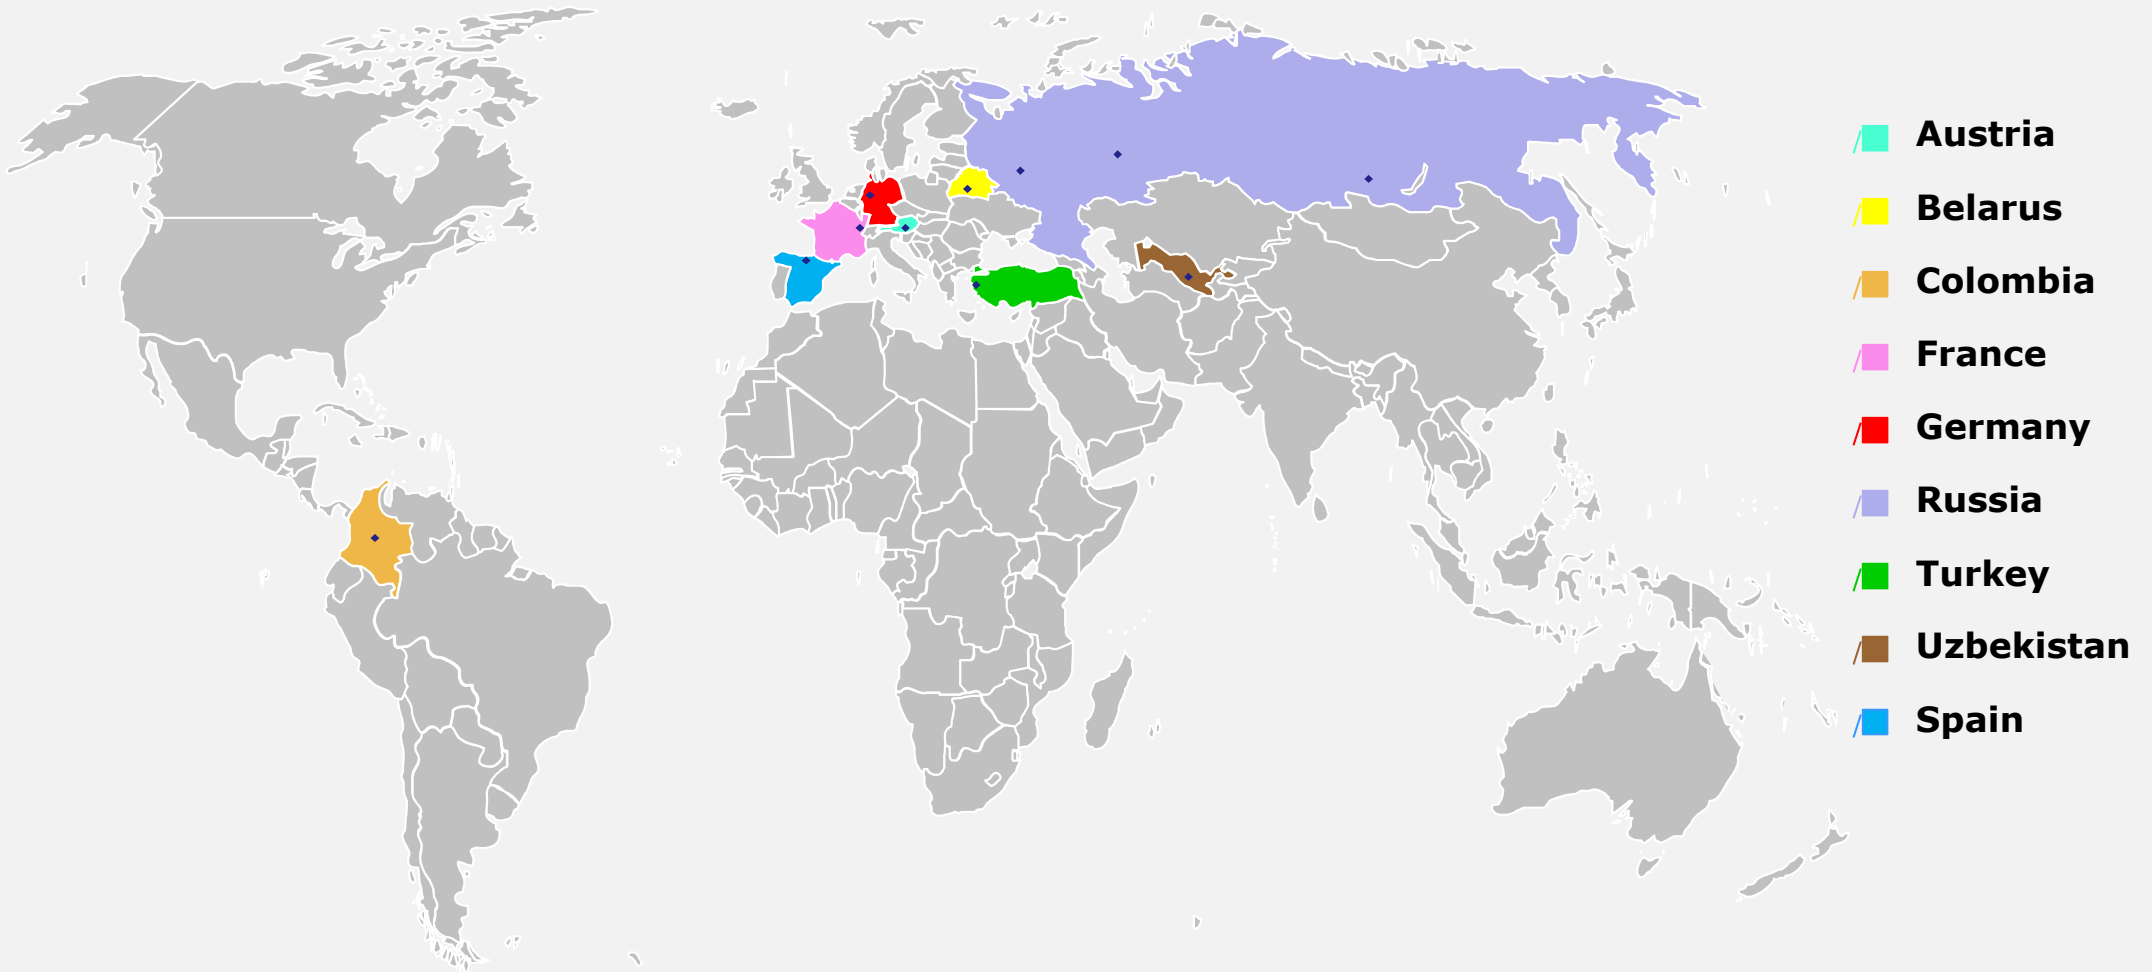 Austria
Belarus
Colombia
France
Germany
Russia
Turkey
Uzbekistan
Spain